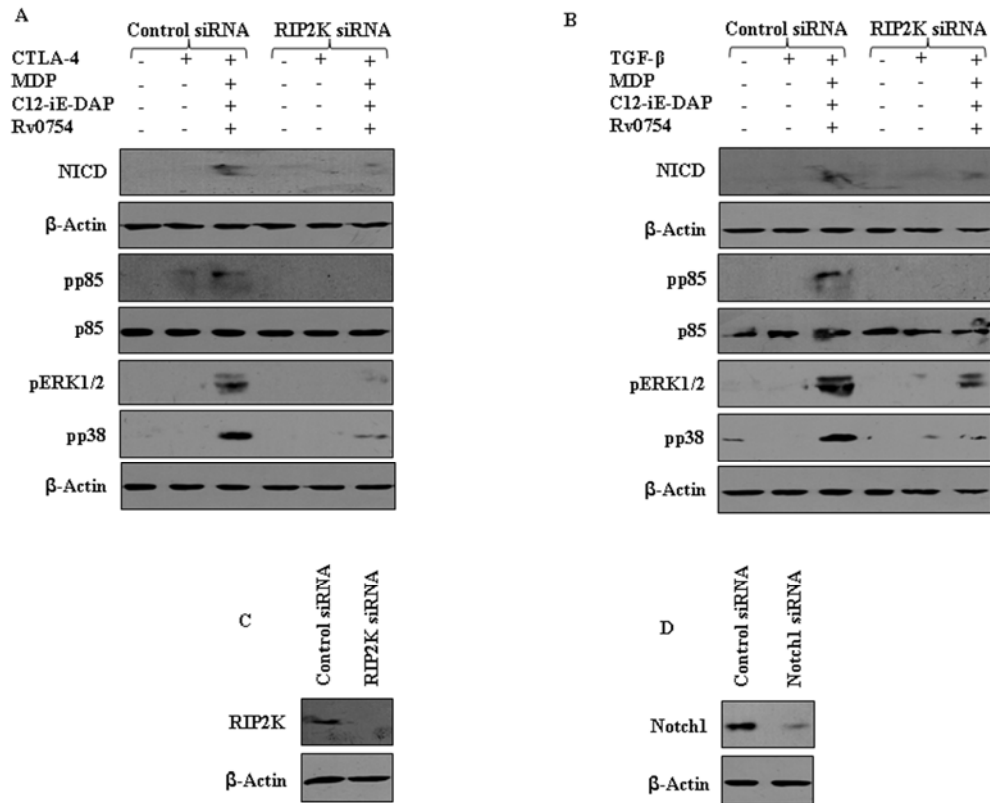 A
Control siRNA RIP2K siRNA
CTLA-4 - + + - + +
MDP - - + - - +
C12-iE-DAP - - + - - +
Rv0754 - - + - - +
NICD
β-Actin
pp85
p85
pERK1/2
pp38
β-Actin
B
Control siRNA RIP2K siRNA
TGF-β - + + - + +
MDP - - + - - +
C12-iE-DAP - - + - - +
Rv0754 - - + - - +
NICD
β-Actin
pp85
p85
pERK1/2
pp38
β-Actin
C
Control siRNA
RIP2K siRNA
RIP2K
β-Actin
D
Control siRNA
Notch1 siRNA
Notch1
β-Actin